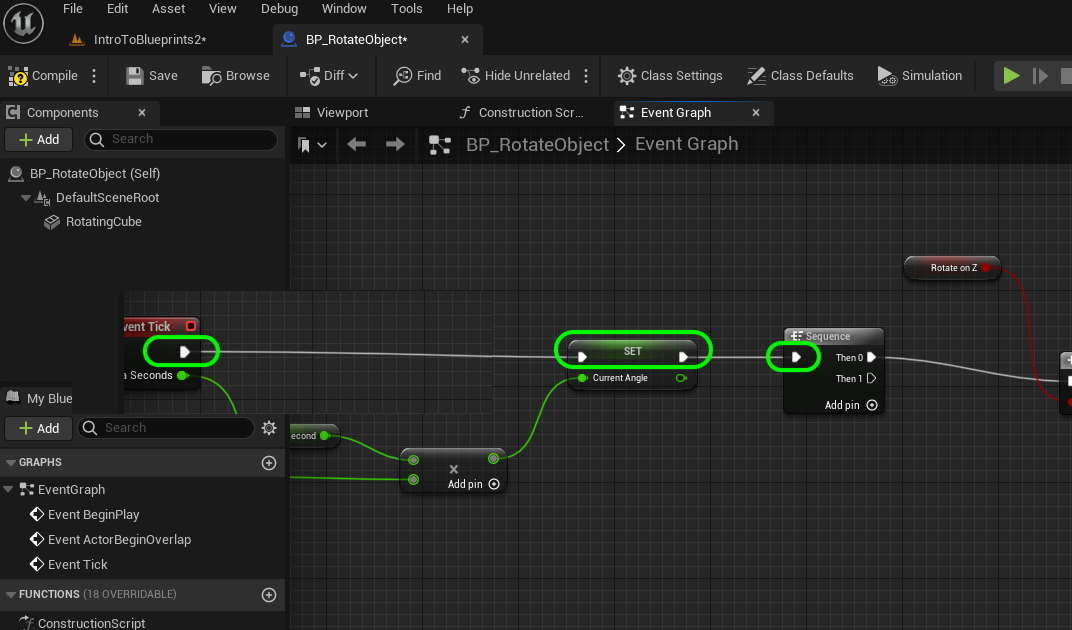 File Edit Asset View Debug Window Tools Help
IntroToBlueprints2*
BP_RotateObject*
Compile
Save
Browse
Diff
Find
Hide Unrelated
Class Settings
Class Defaults
Simulation
Components
Viewport
Construction Scr...
Event Graph
Add
Search
BP_RotateObject
Event Graph
BP_RotateObject (Self)
DefaultSceneRoot
RotatingCube
Rotate on Z
vent Tick
a Seconds
SET
Current Angle
Sequence
Then 0
Then 1
Add pin
My Blue
Add
Search
econd
Add pin
GRAPHS
EventGraph
Event BeginPlay
Event ActorBeginOverlap
Event Tick
FUNCTIONS (18 OVERRIDABLE)
ConstructionScript